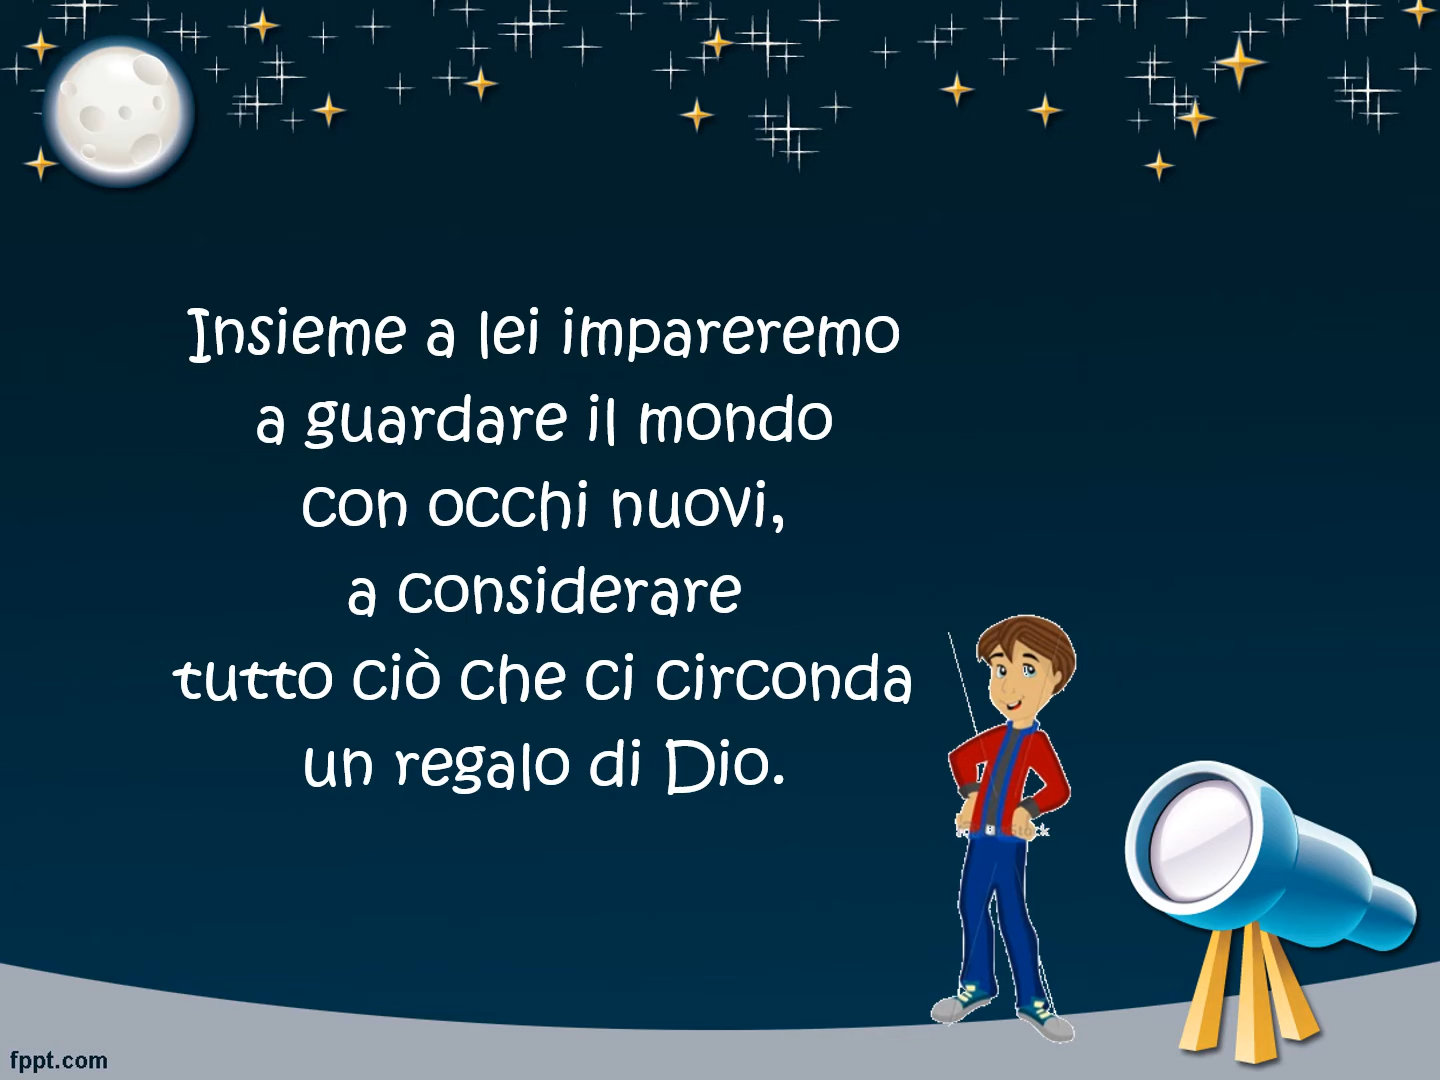 Insieme a lei impareremo
a guardare il mondo
con occhi nuovi,
a considerare
tutto ciò che ci circonda
un regalo di Dio.
fppt.com